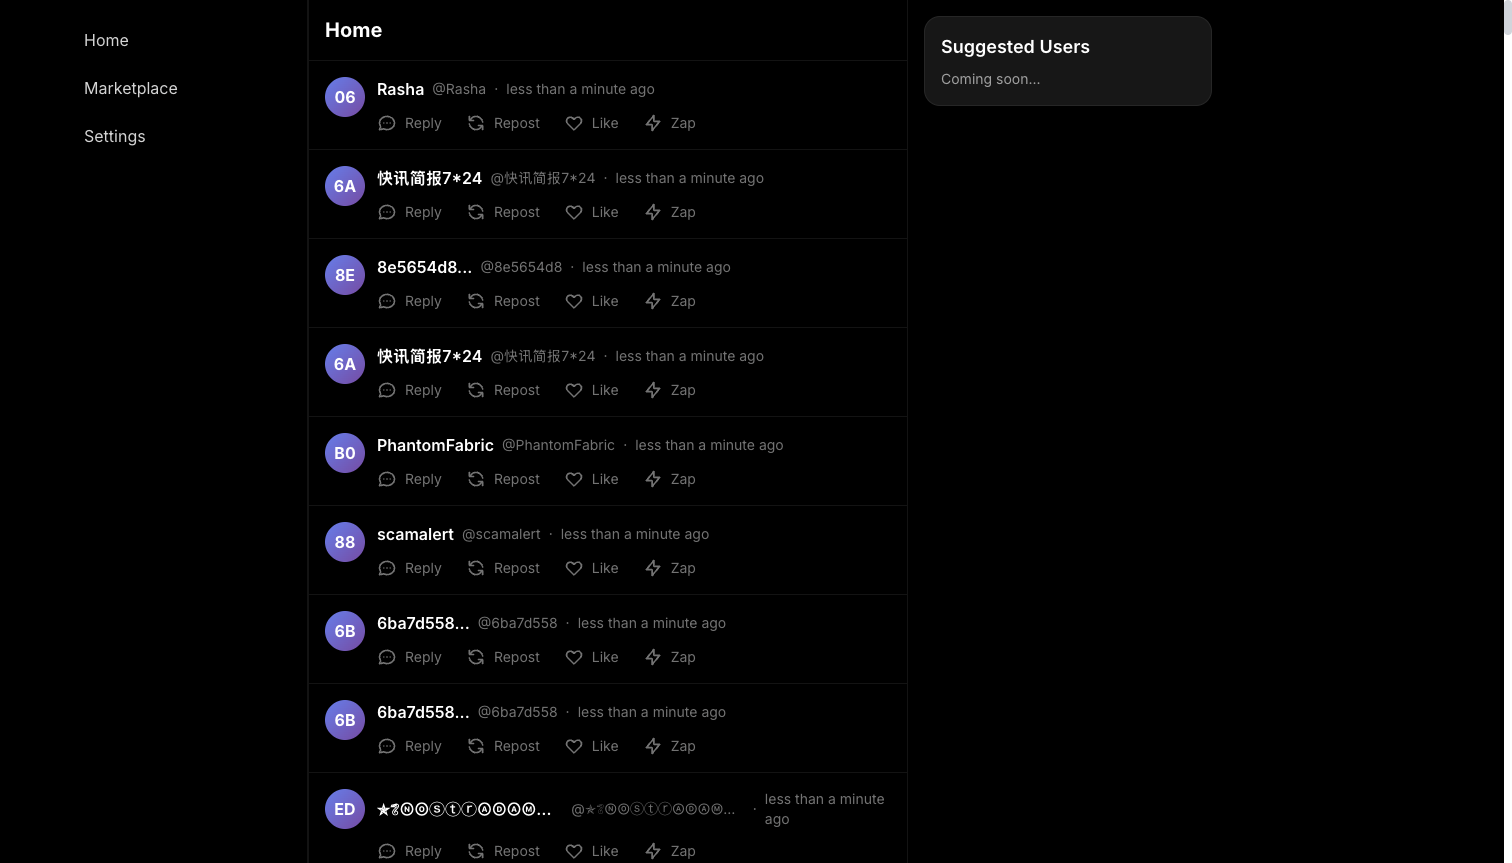 Home
Marketplace
Settings
Home
06
Rasha @Rasha · less than a minute ago
Reply Repost Like Zap
6A
快讯简报7*24 @快讯简报7*24 · less than a minute ago
Reply Repost Like Zap
8E
8e5654d8... @8e5654d8 · less than a minute ago
Reply Repost Like Zap
6A
快讯简报7*24 @快讯简报7*24 · less than a minute ago
Reply Repost Like Zap
B0
PhantomFabric @PhantomFabric · less than a minute ago
Reply Repost Like Zap
88
scamalert @scamalert · less than a minute ago
Reply Repost Like Zap
6B
6ba7d558... @6ba7d558 · less than a minute ago
Reply Repost Like Zap
6B
6ba7d558... @6ba7d558 · less than a minute ago
Reply Repost Like Zap
ED
ⓃⓞⓢⓣⓡⒶⒹⒶⓂ... · less than a minute
ago
Reply Repost Like Zap
Suggested Users
Coming soon...